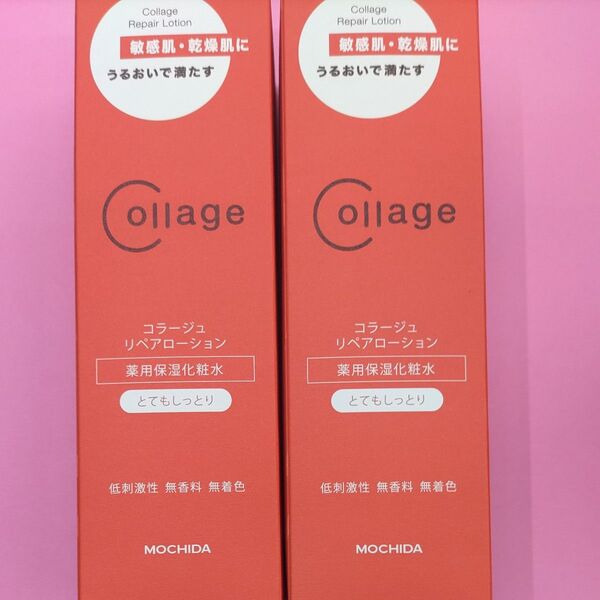 Collage
Repair Lotion
敏感肌・乾燥肌に
うるおいで満たす
Collage
コラージュ
リペアローション
薬用保湿化粧水
とてもしっとり
低刺激性 無香料 無着色
MOCHIDA
Collage
Repair Lotion
敏感肌・乾燥肌に
うるおいで満たす
Collage
コラージュ
リペアローション
薬用保湿化粧水
とてもしっとり
低刺激性 無香料 無着色
MOCHIDA